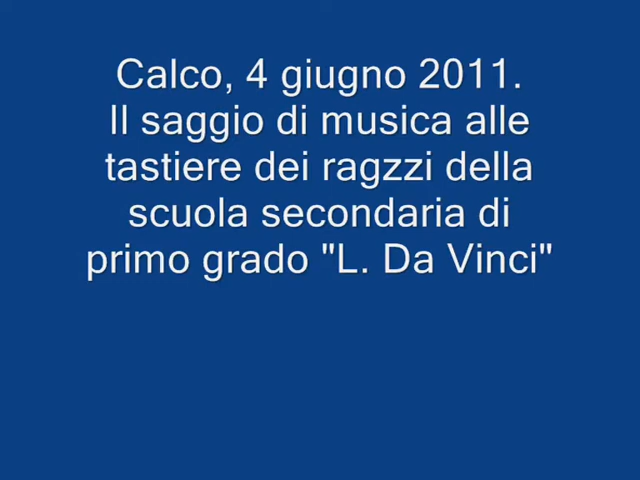 Calco, 4 giugno 2011.
Il saggio di musica alle
tastiere dei ragzzi della
scuola secondaria di
primo grado "L. Da Vinci"